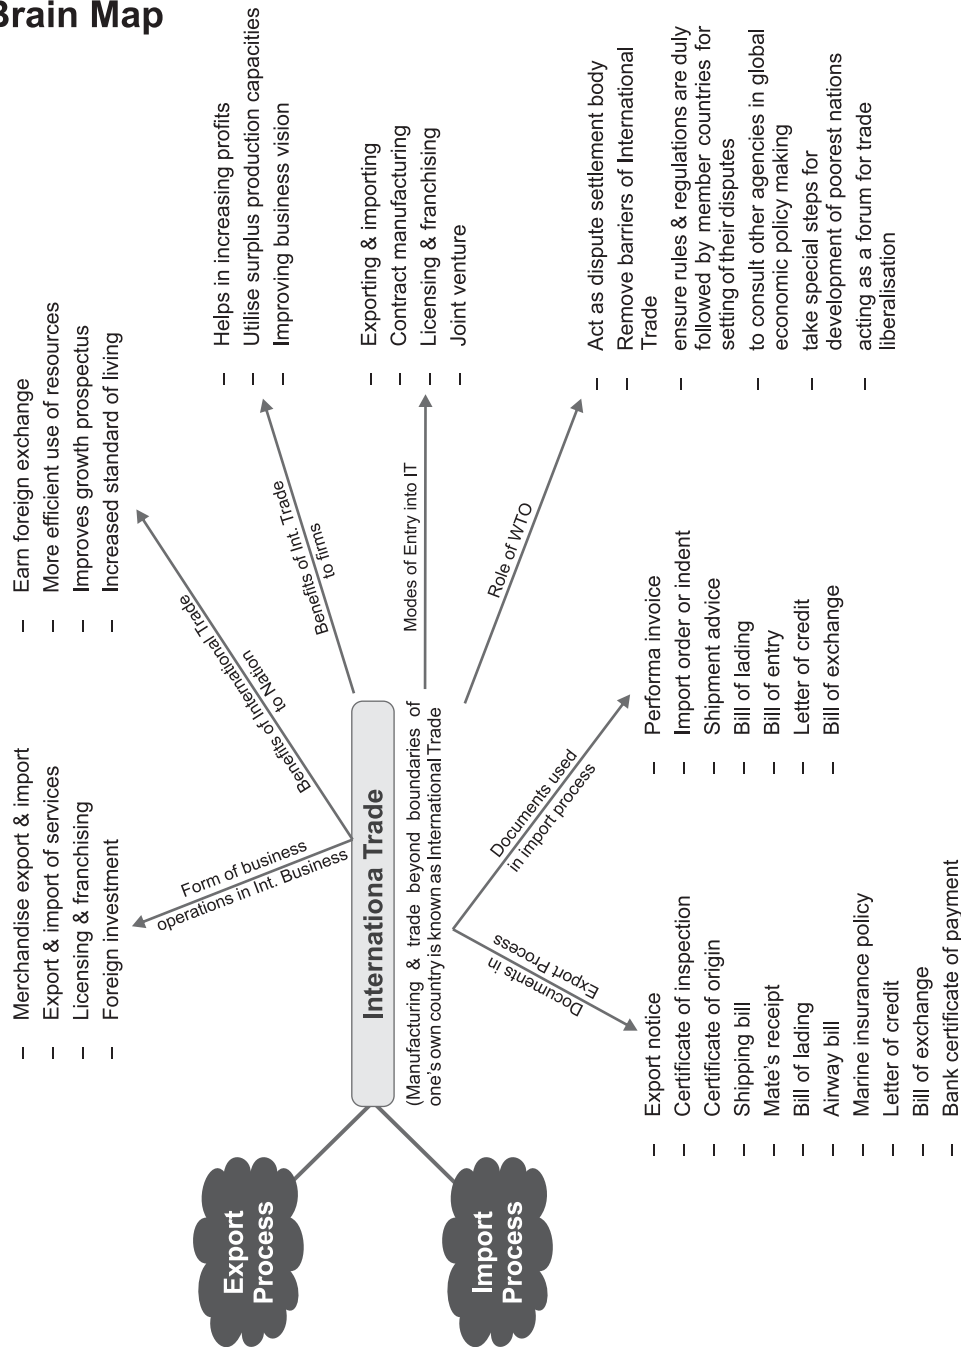 Brain Map
– Merchandise export & import
– Export & import of services
– Licensing & franchising
– Foreign investment
Form of business
operations in Int. Business
– Earn foreign exchange
– More efficient use of resources
– Improves growth prospectus
– Increased standard of living
Benefits of International Trade
to Nation
– Helps in increasing profits
– Utilise surplus production capacities
– Improving business vision
Benefits of Int. Trade
to firms
– Exporting & importing
– Contract manufacturing
– Licensing & franchising
– Joint venture
Modes of Entry into IT
– Act as dispute settlement body
– Remove barriers of International
Trade
– ensure rules & regulations are duly
followed by member countries for
setting of their disputes
– to consult other agencies in global
economic policy making
– take special steps for
development of poorest nations
– acting as a forum for trade
liberalisation
Role of WTO
Export
Process
Import
Process
Internationa Trade
(Manufacturing & trade beyond boundaries of
one's own country is known as International Trade
Documents in
Export Process
– Export notice
– Certificate of inspection
– Certificate of origin
– Shipping bill
– Mate's receipt
– Bill of lading
– Airway bill
– Marine insurance policy
– Letter of credit
– Bill of exchange
– Bank certificate of payment
Documents used
in import process
– Performa invoice
– Import order or indent
– Shipment advice
– Bill of lading
– Bill of entry
– Letter of credit
– Bill of exchange